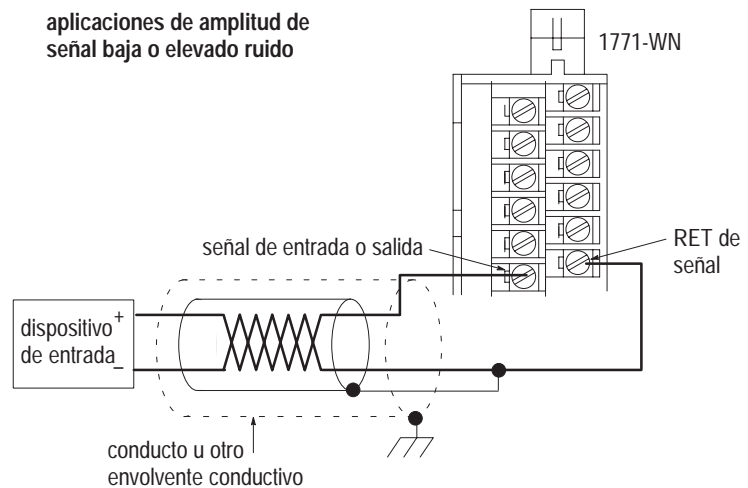 aplicaciones de amplitud de
señal baja o elevado ruido
1771-WN
señal de entrada o salida
RET de
señal
dispositivo
de entrada
+
–
conducto u otro
envolvente conductivo